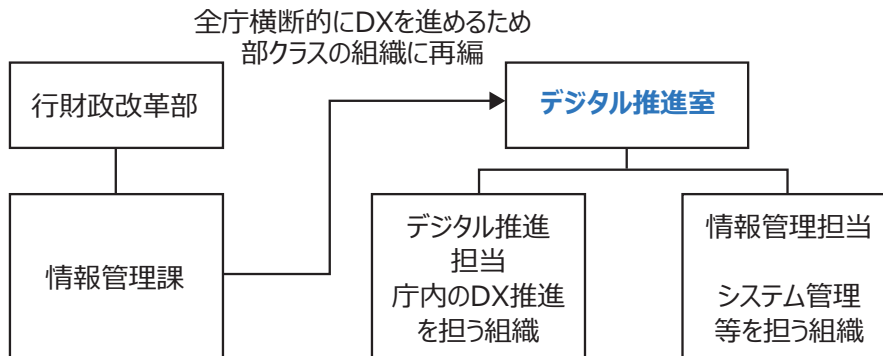 全庁横断的にDXを進めるため
部クラスの組織に再編
行財政改革部
デジタル推進室
情報管理課
デジタル推進
担当
庁内のDX推進
を担う組織
情報管理担当
システム管理
等を担う組織